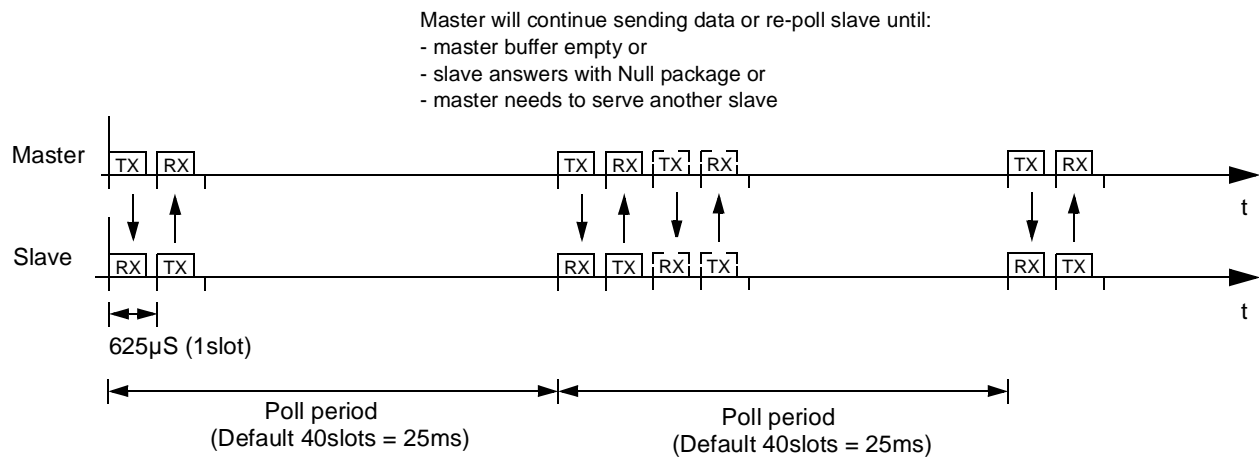 Master will continue sending data or re-poll slave until:
- master buffer empty or
- slave answers with Null package or
- master needs to serve another slave
Master
TX RX TX RX TX RX TX RX
t
Slave
RX TX RX TX RX TX RX TX
t
625µS (1slot)
Poll period
(Default 40slots = 25ms)
Poll period
(Default 40slots = 25ms)